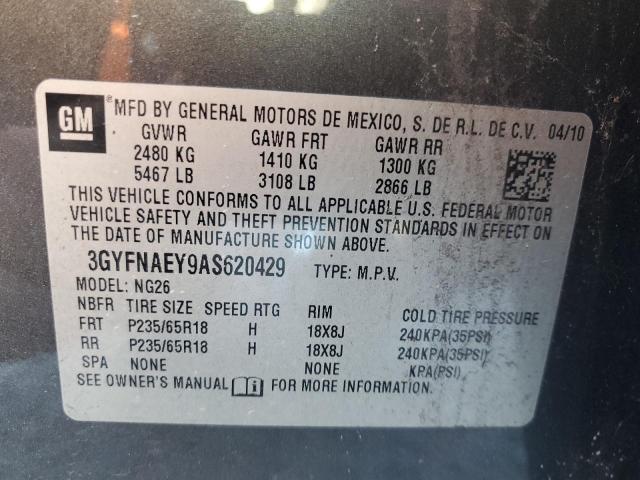 GM ® MFD BY GENERAL MOTORS DE MEXICO, S. DE R.L. DE C.V. 04/10
GVWR GAWR FRT GAWR RR
2480 KG 1410 KG 1300 KG
5467 LB 3108 LB 2866 LB
THIS VEHICLE CONFORMS TO ALL APPLICABLE U.S. FEDERAL MOTOR
VEHICLE SAFETY AND THEFT PREVENTION STANDARDS IN EFFECT ON
THE DATE OF MANUFACTURE SHOWN ABOVE.
3GYFNAEY9AS620429 TYPE: M.P.V.
MODEL: NG26
NBFR TIRE SIZE SPEED RTG RIM COLD TIRE PRESSURE
FRT P235/65R18 H 18X8J 240KPA(35PSI)
RR P235/65R18 H 18X8J 240KPA(35PSI)
SPA NONE NONE KPA(PSI)
SEE OWNER'S MANUAL FOR MORE INFORMATION.